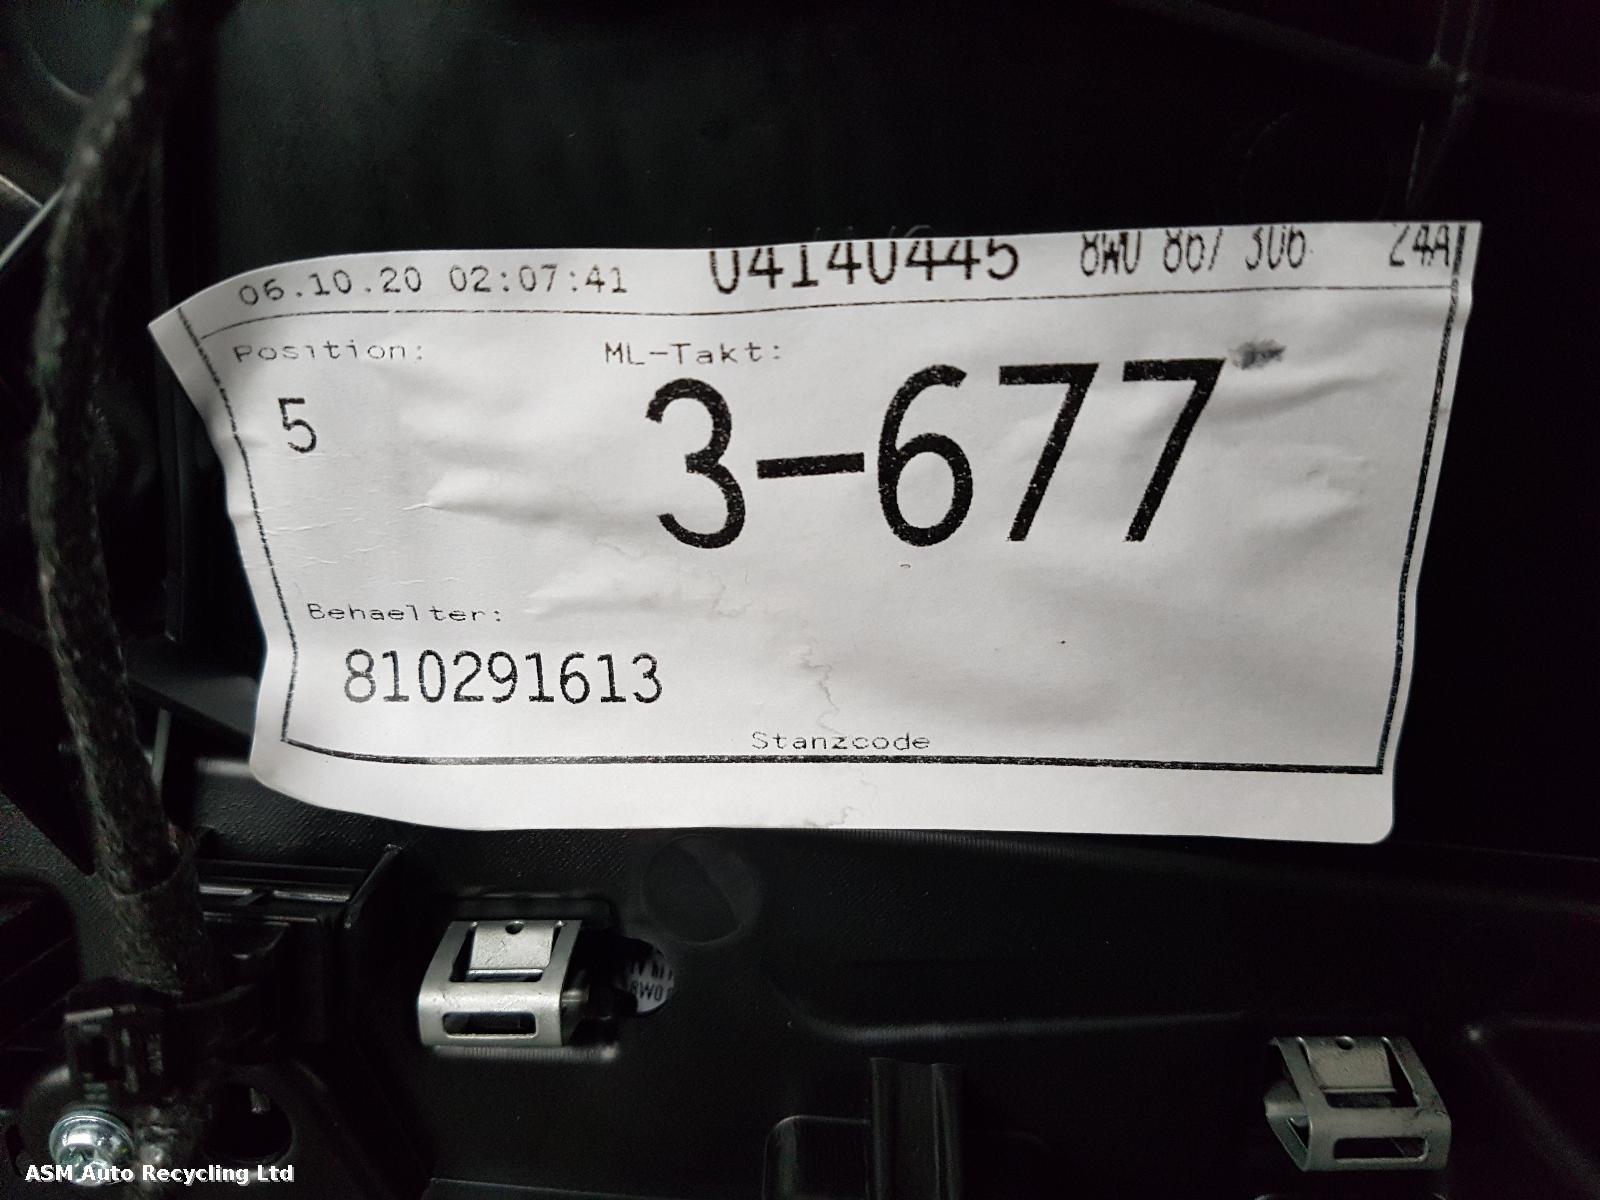 06.10.20 02:07:41 04140445 8W0 867 306 24A
Position: ML-Takt:
5 3-677
Behaelter:
810291613
Stanzcode
8W0
ASM Auto Recycling Ltd